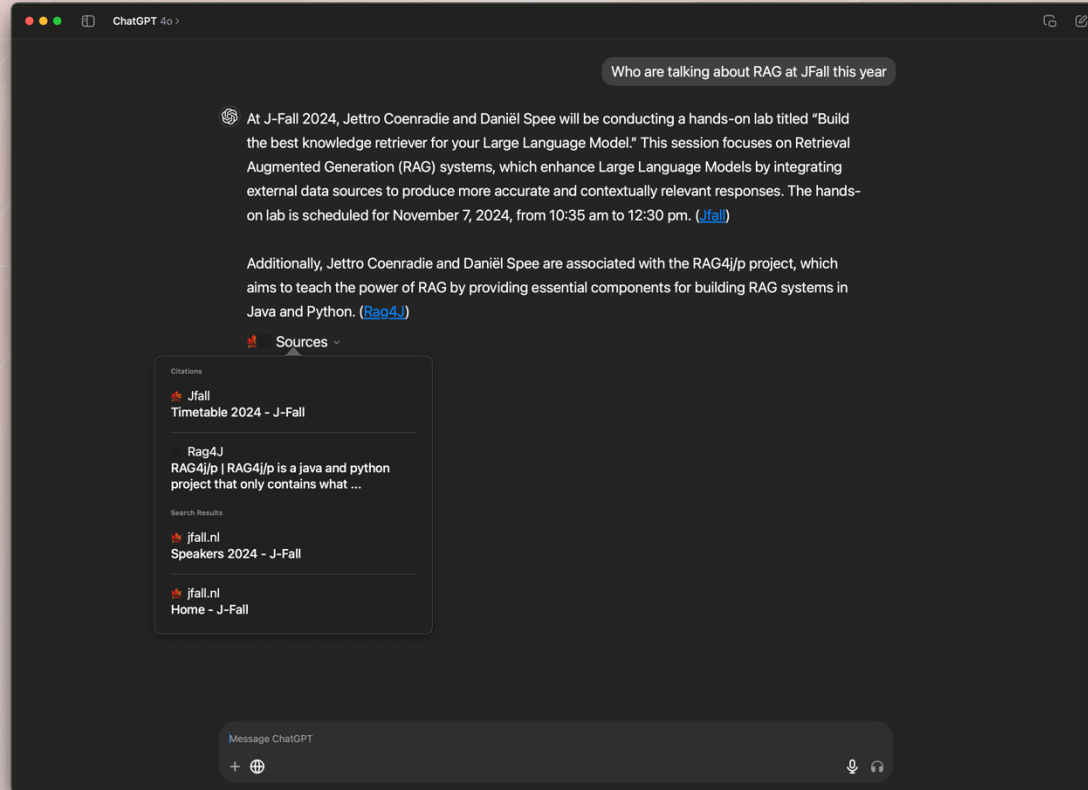 ChatGPT 4o >
Who are talking about RAG at JFall this year
At J-Fall 2024, Jettro Coenradie and Daniël Spee will be conducting a hands-on lab titled “Build
the best knowledge retriever for your Large Language Model.” This session focuses on Retrieval
Augmented Generation (RAG) systems, which enhance Large Language Models by integrating
external data sources to produce more accurate and contextually relevant responses. The hands-
on lab is scheduled for November 7, 2024, from 10:35 am to 12:30 pm. (Jfall)
Additionally, Jettro Coenradie and Daniël Spee are associated with the RAG4j/p project, which
aims to teach the power of RAG by providing essential components for building RAG systems in
Java and Python. (Rag4J)
Sources
Citations
Jfall
Timetable 2024 - J-Fall
Rag4J
RAG4j/p | RAG4j/p is a java and python
project that only contains what ...
Search Results
jfall.nl
Speakers 2024 - J-Fall
jfall.nl
Home - J-Fall
Message ChatGPT